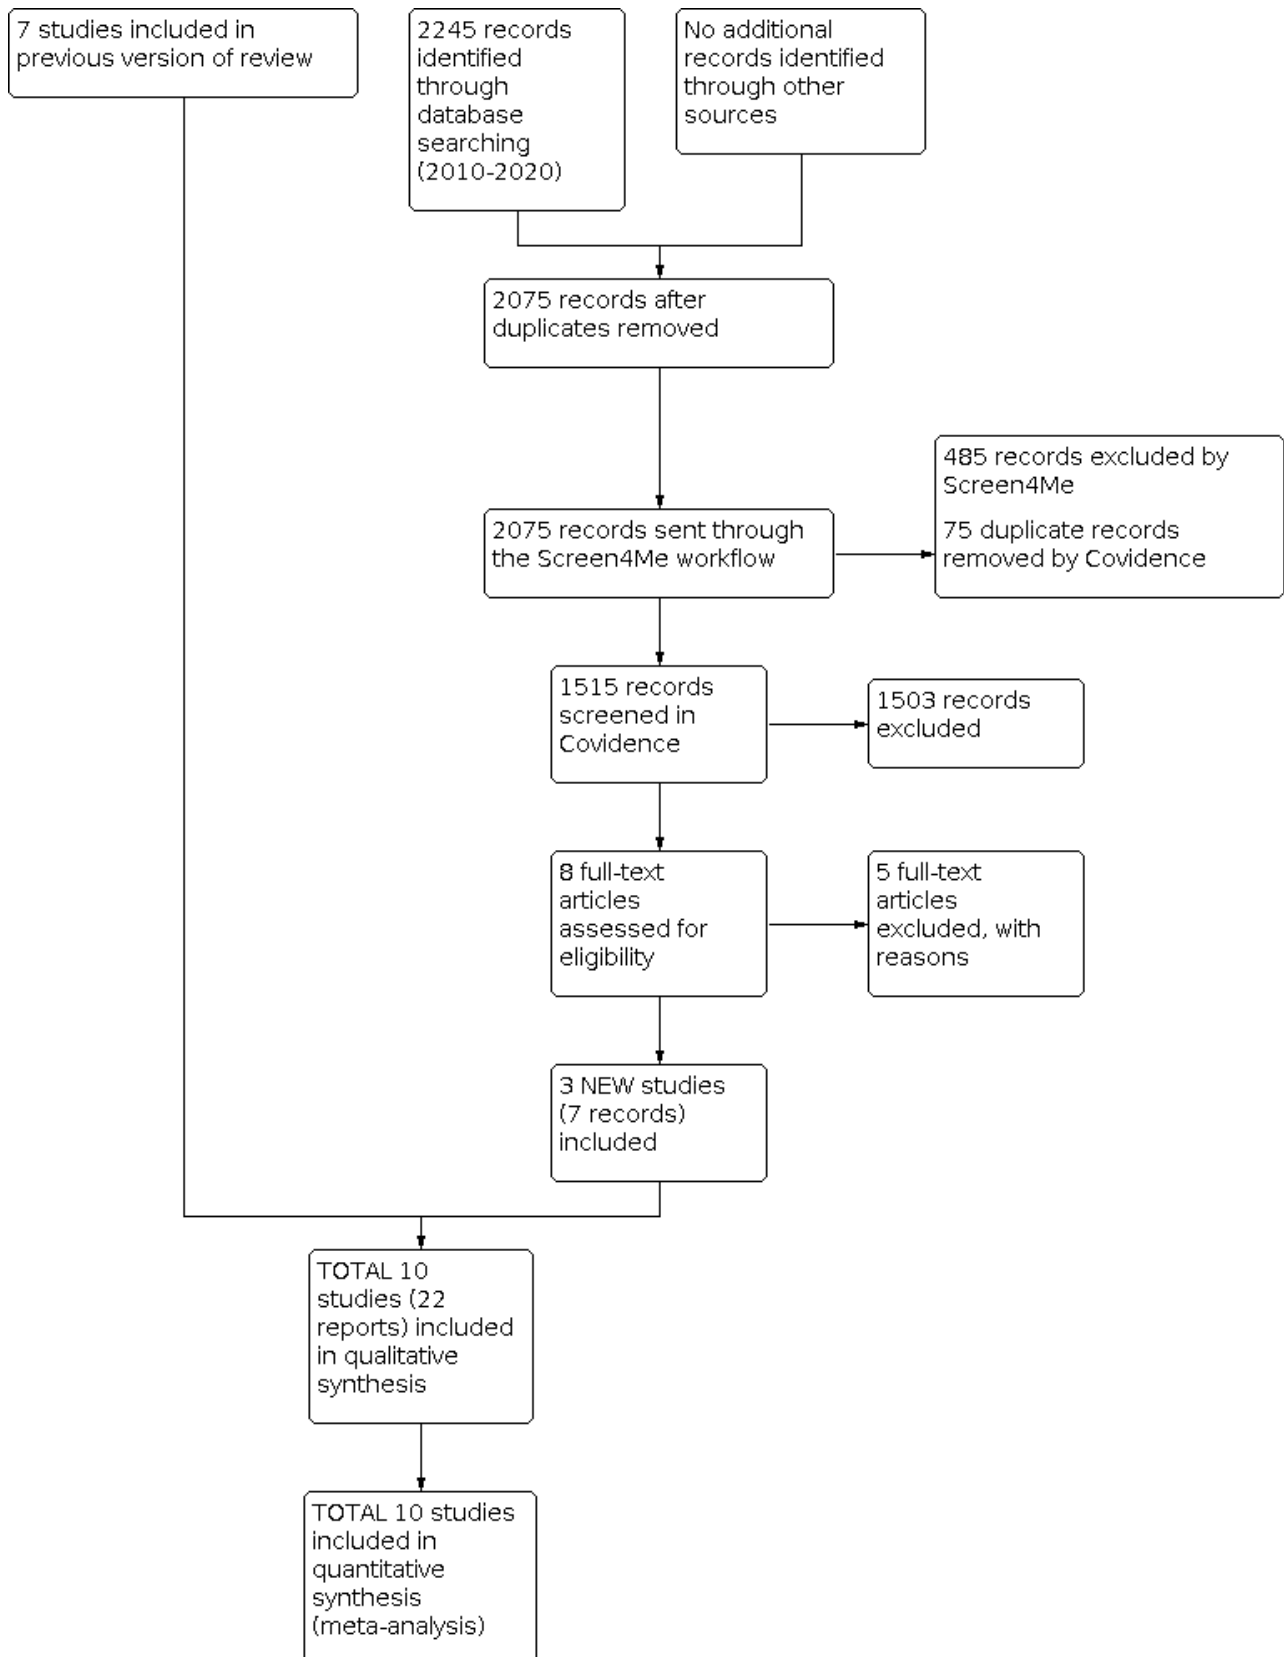 7 studies included in
previous version of review
2245 records
identified
through
database
searching
(2010-2020)
No additional
records identified
through other
sources
2075 records after
duplicates removed
2075 records sent through
the Screen4Me workflow
485 records excluded by
Screen4Me
75 duplicate records
removed by Covidence
1515 records
screened in
Covidence
1503 records
excluded
8 full-text
articles
assessed for
eligibility
5 full-text
articles
excluded, with
reasons
3 NEW studies
(7 records)
included
TOTAL 10
studies (22
reports) included
in qualitative
synthesis
TOTAL 10 studies
included in
quantitative
synthesis
(meta-analysis)